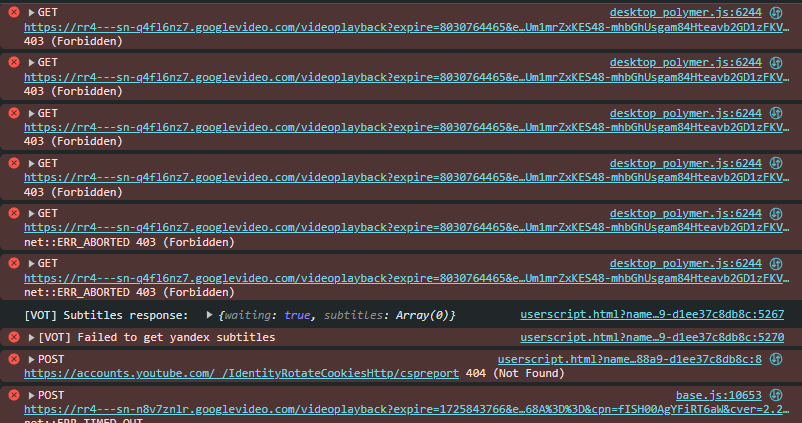 GET desktop_polymer.js:6244
https://rr4---sn-q4fl6nz7.googlevideo.com/videoplayback?expire=8030764465&e…Um1mrZxKES48-mhbGhUsgam84Hteavb2GD1zFKV…
403 (Forbidden)
GET desktop_polymer.js:6244
https://rr4---sn-q4fl6nz7.googlevideo.com/videoplayback?expire=8030764465&e…Um1mrZxKES48-mhbGhUsgam84Hteavb2GD1zFKV…
403 (Forbidden)
GET desktop_polymer.js:6244
https://rr4---sn-q4fl6nz7.googlevideo.com/videoplayback?expire=8030764465&e…Um1mrZxKES48-mhbGhUsgam84Hteavb2GD1zFKV…
403 (Forbidden)
GET desktop_polymer.js:6244
https://rr4---sn-q4fl6nz7.googlevideo.com/videoplayback?expire=8030764465&e…Um1mrZxKES48-mhbGhUsgam84Hteavb2GD1zFKV…
403 (Forbidden)
GET desktop_polymer.js:6244
https://rr4---sn-q4fl6nz7.googlevideo.com/videoplayback?expire=8030764465&e…Um1mrZxKES48-mhbGhUsgam84Hteavb2GD1zFKV…
net::ERR_ABORTED 403 (Forbidden)
GET desktop_polymer.js:6244
https://rr4---sn-q4fl6nz7.googlevideo.com/videoplayback?expire=8030764465&e…Um1mrZxKES48-mhbGhUsgam84Hteavb2GD1zFKV…
net::ERR_ABORTED 403 (Forbidden)
[VOT] Subtitles response: {waiting: true, subtitles: Array(0)} userscript.html?name…9-d1ee37c8db8c:5267
[VOT] Failed to get yandex subtitles userscript.html?name…9-d1ee37c8db8c:5270
POST userscript.html?name…88a9-d1ee37c8db8c:8
https://accounts.youtube.com/_/IdentityRotateCookiesHttp/cspreport 404 (Not Found)
POST base.js:10653
https://rr4---sn-n8v7znlr.googlevideo.com/videoplayback?expire=1725843766&e…68A%3D%3D&cpn=fISH00AgYFiRT6aW&cver=2.2…
net::ERR_TIMED_OUT